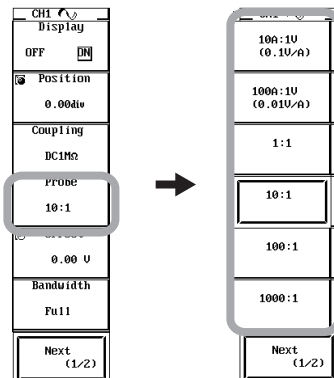 CH1
Display
OFF ON
Position
0.00div
Coupling
DC1MΩ
Probe
10:1
0.00 V
Bandwidth
Full
Next
(1/2)
10A:1V
(0.1V/A)
100A:1V
(0.01V/A)
1:1
10:1
100:1
1000:1
Next
(1/2)